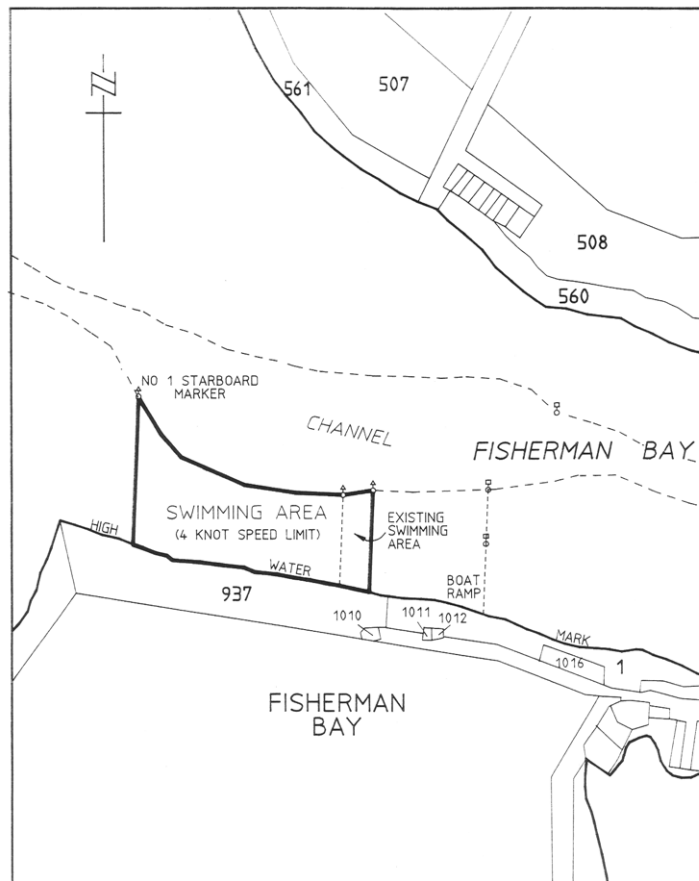 561
507
508
560
NO 1 STARBOARD
MARKER
CHANNEL
FISHERMAN BAY
SWIMMING AREA
(4 KNOT SPEED LIMIT)
EXISTING
SWIMMING
AREA
HIGH
WATER
BOAT
RAMP
937
1010
1011
1012
MARK
1016
1
FISHERMAN
BAY